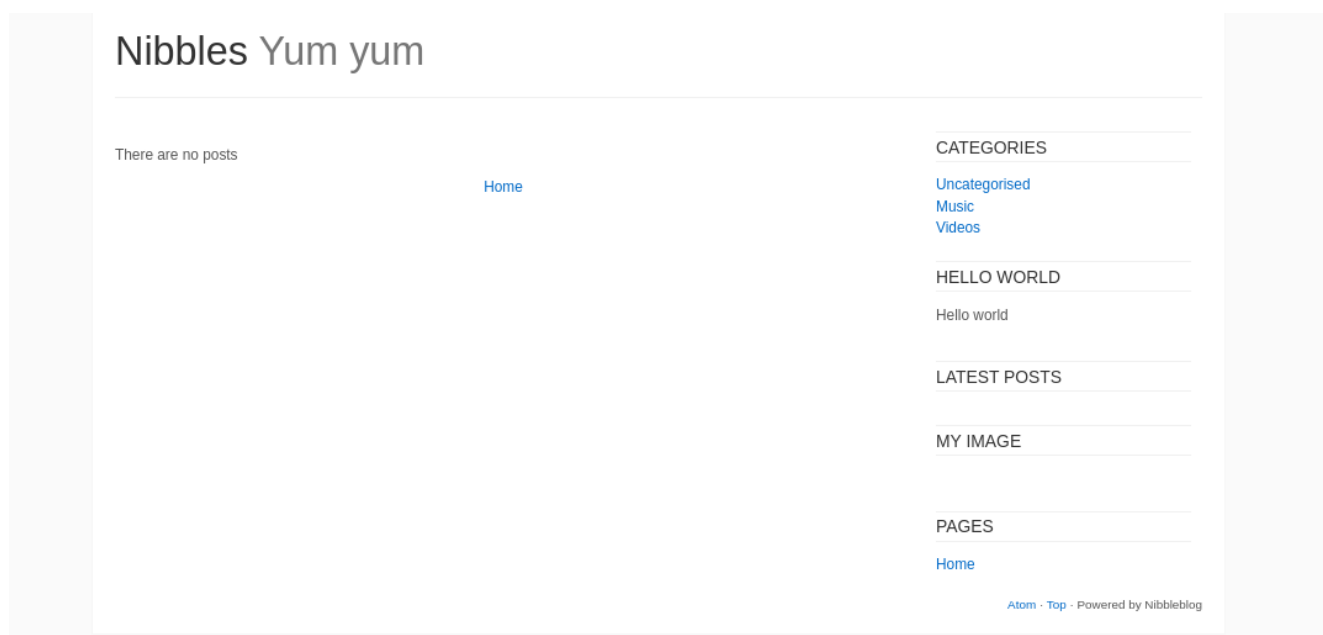 Nibbles Yum yum
There are no posts
Home
CATEGORIES
Uncategorised
Music
Videos
HELLO WORLD
Hello world
LATEST POSTS
MY IMAGE
PAGES
Home
Atom · Top · Powered by Nibbleblog